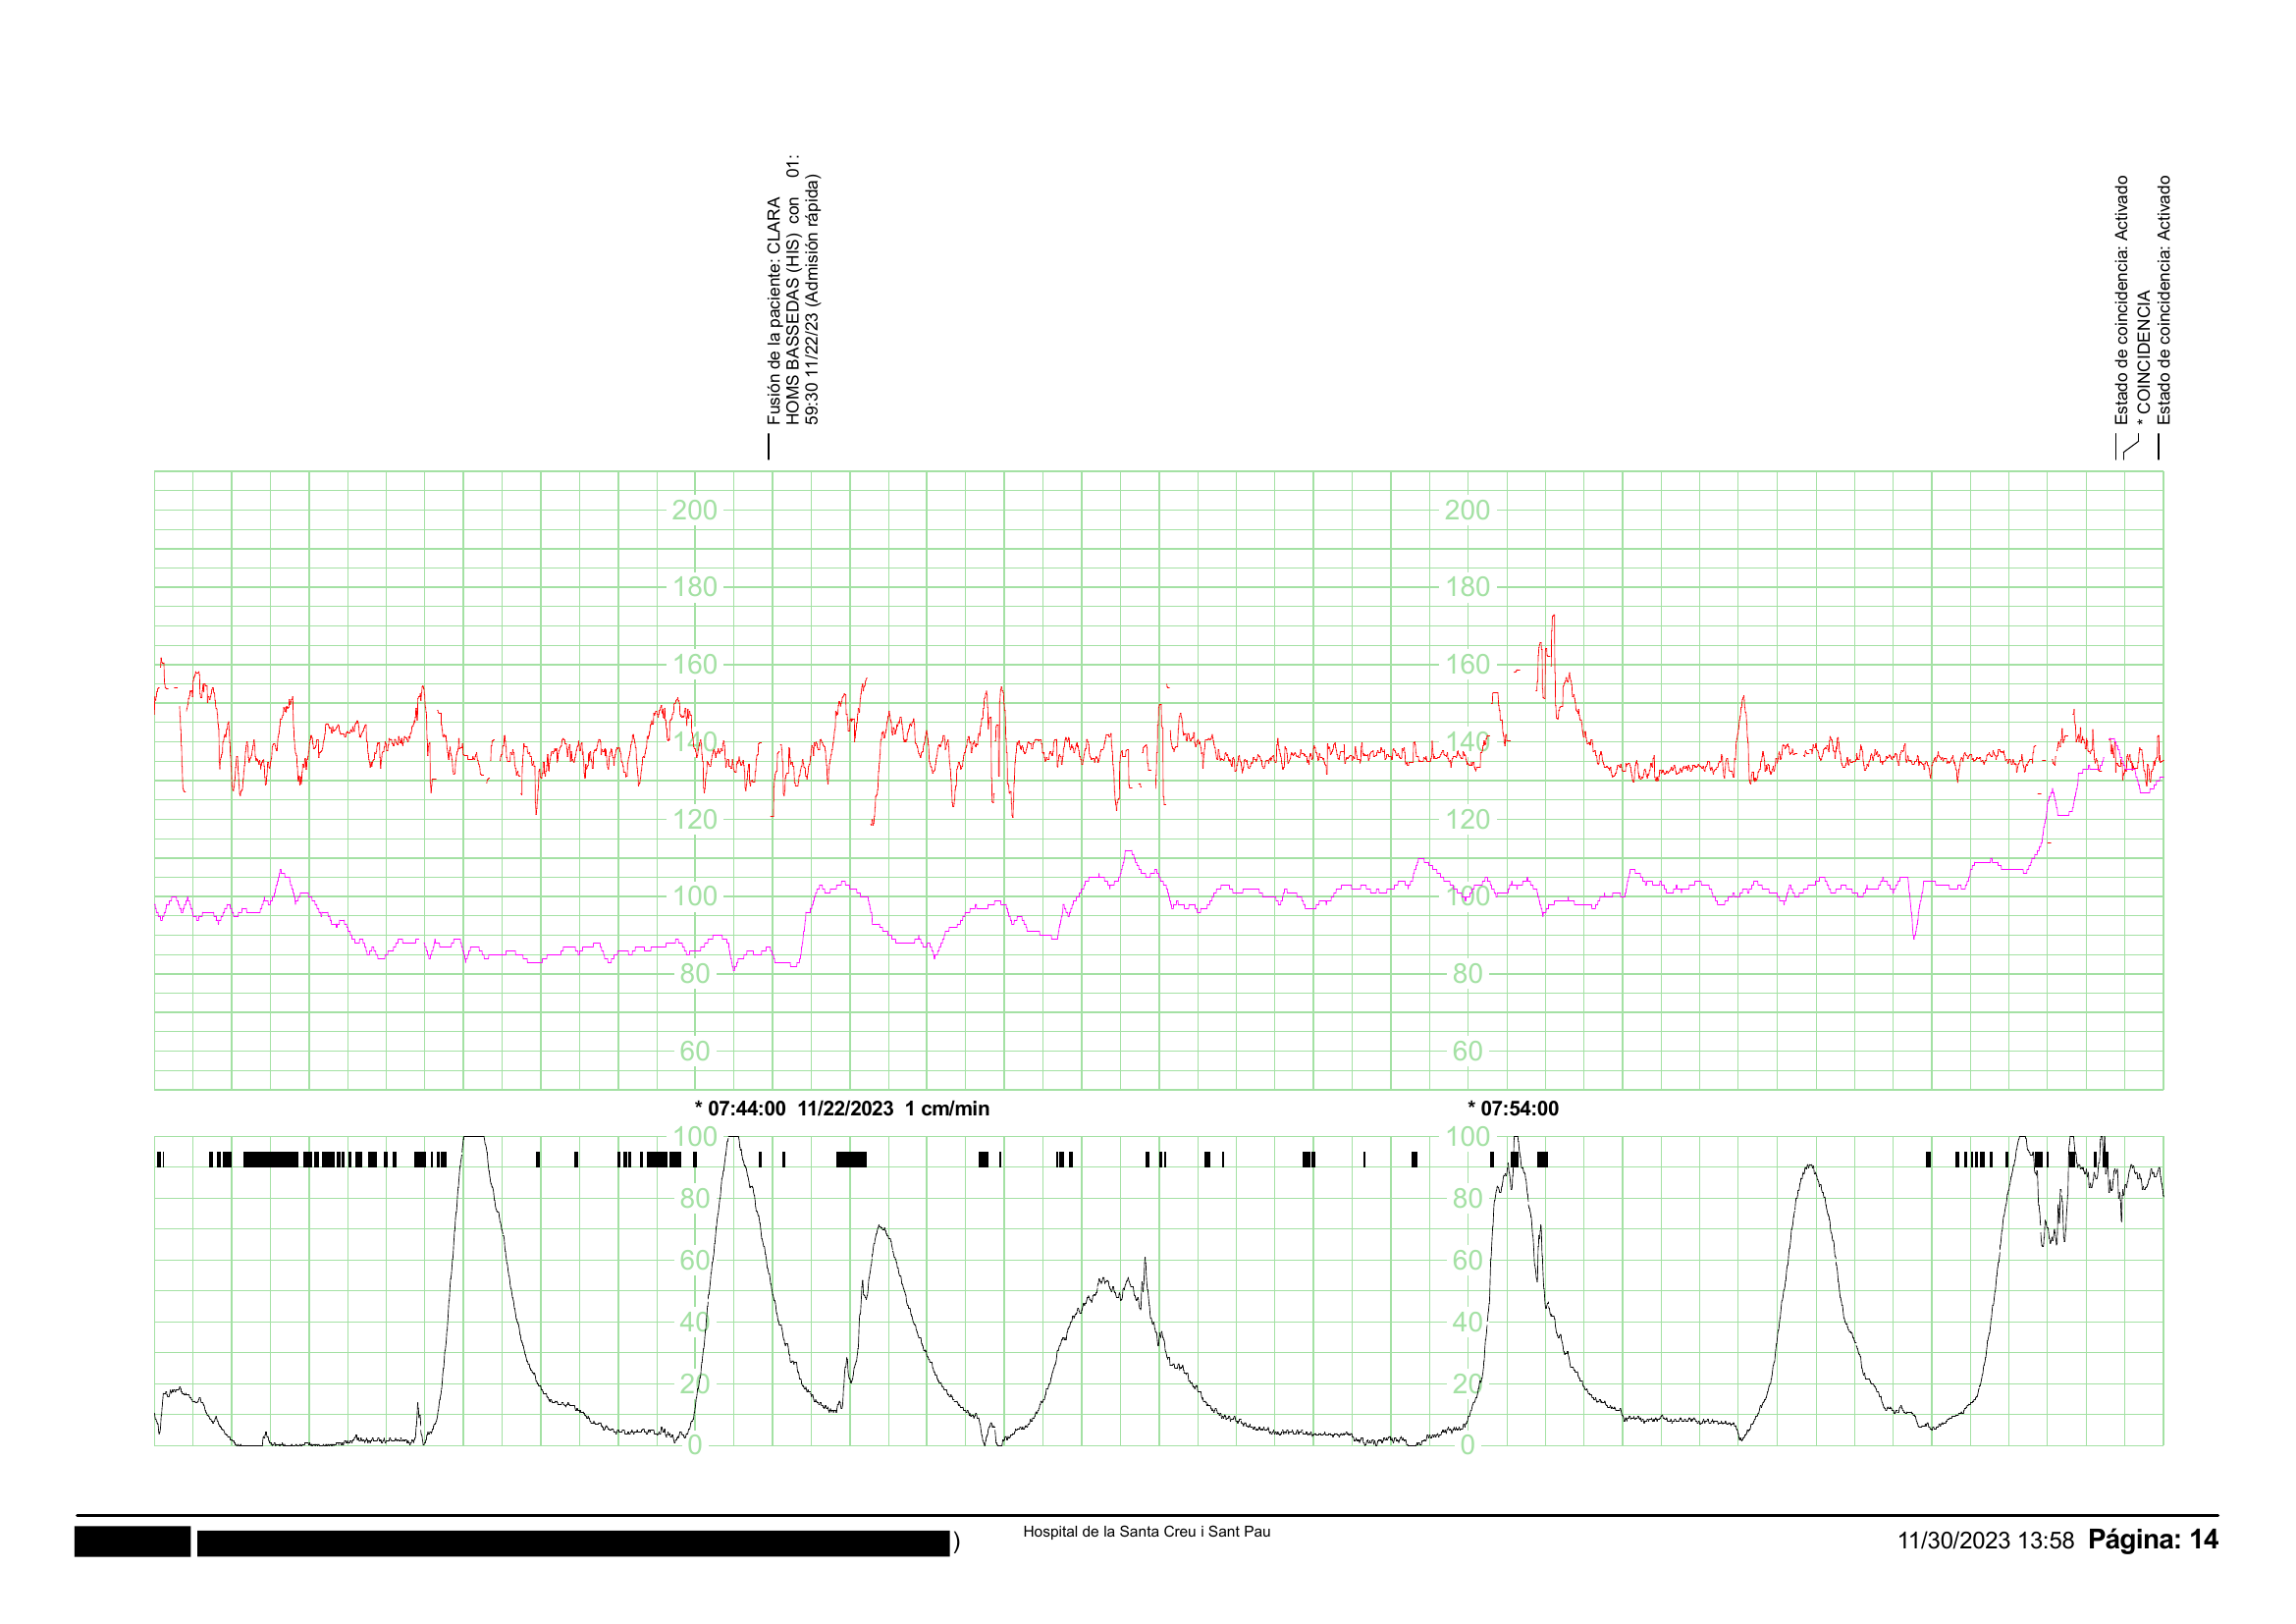 Fusión de la paciente: CLARA
HOMS BASSEDAS (HIS) con 01:
59:30 11/22/23 (Admisión rápida)
Estado de coincidencia: Activado
* COINCIDENCIA
Estado de coincidencia: Activado
200 200
180 180
160 160
140 140
120 120
100 100
80 80
60 60
* 07:44:00 11/22/2023 1 cm/min * 07:54:00
100 100
80 80
60 60
40 40
20 20
0 0
)
Hospital de la Santa Creu i Sant Pau
11/30/2023 13:58 Página: 14